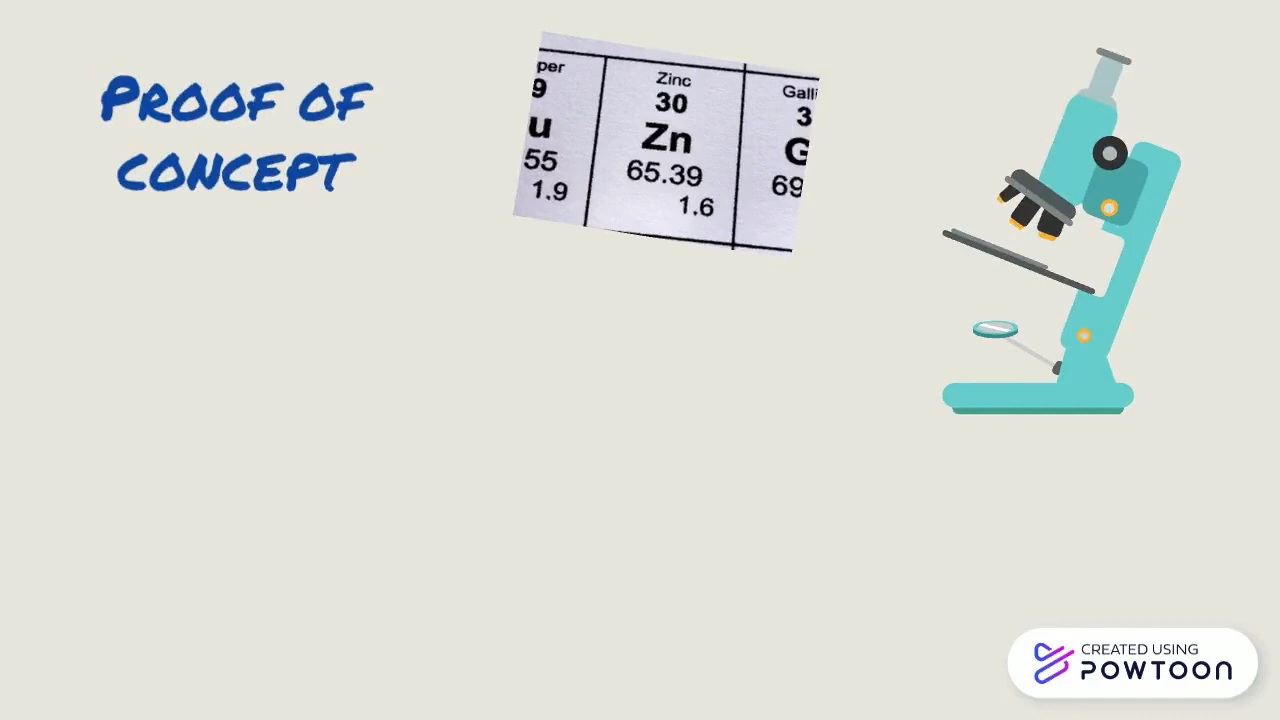 PROOF OF
CONCEPT
per
9
u
55
1.9
Zinc
30
Zn
65.39
1.6
Galli
3
G
69
CREATED USING
POWTOON